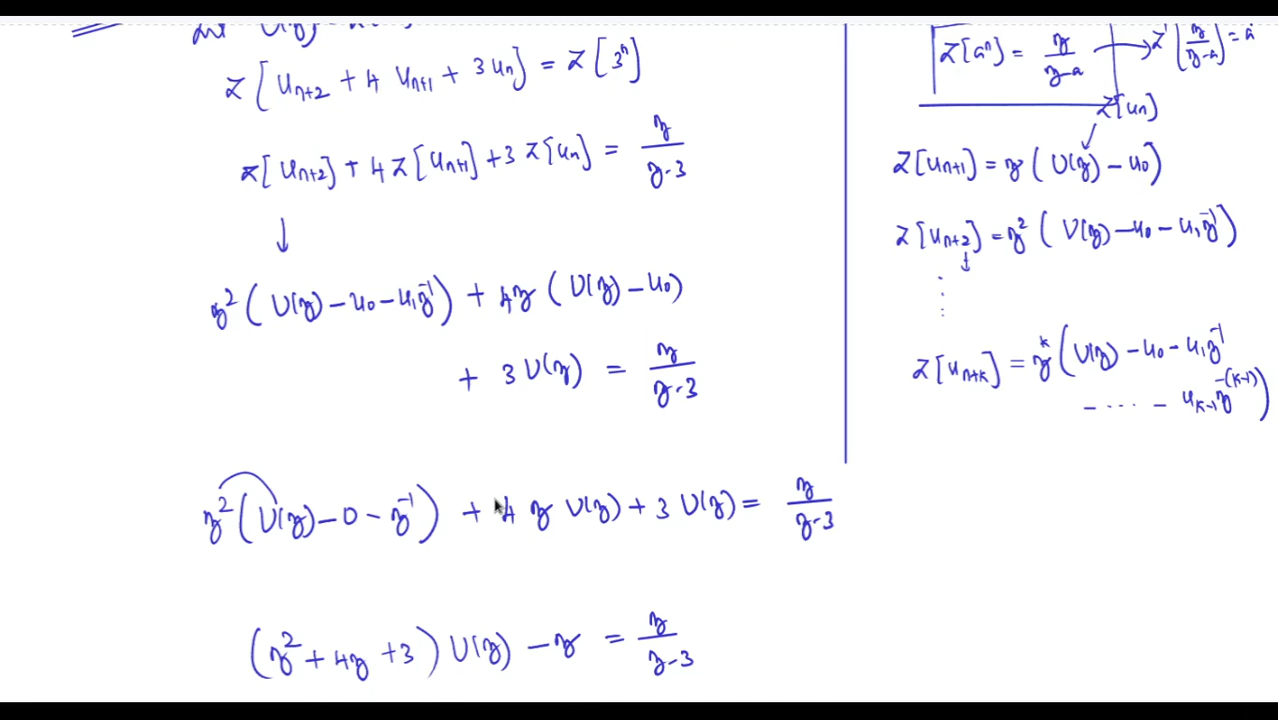 Z[u_{n+2} + 4 u_{n+1} + 3 u_n] = Z[3^n]
Z[u_{n+2}] + 4 Z[u_{n+1}] + 3 Z[u_n] = z/(z-3)
↓
z^2 (U(z) - u_0 - u_1 z^{-1}) + 4z (U(z) - u_0)
+ 3 U(z) = z/(z-3)
z^2 (U(z) - 0 - z^{-1}) + 4 z U(z) + 3 U(z) = z/(z-3)
(z^2 + 4z + 3) U(z) - z = z/(z-3)
Z[a^n] = z/(z-a) → Z^{-1}[z/(z-a)] = a
Z[u_n]
Z[u_{n+1}] = z (U(z) - u_0)
Z[u_{n+2}] = z^2 (U(z) - u_0 - u_1 z^{-1})
Z[u_{n+k}] = z^k (U(z) - u_0 - u_1 z^{-1}
- ... - u_{k-1} z^{-(k-1)})